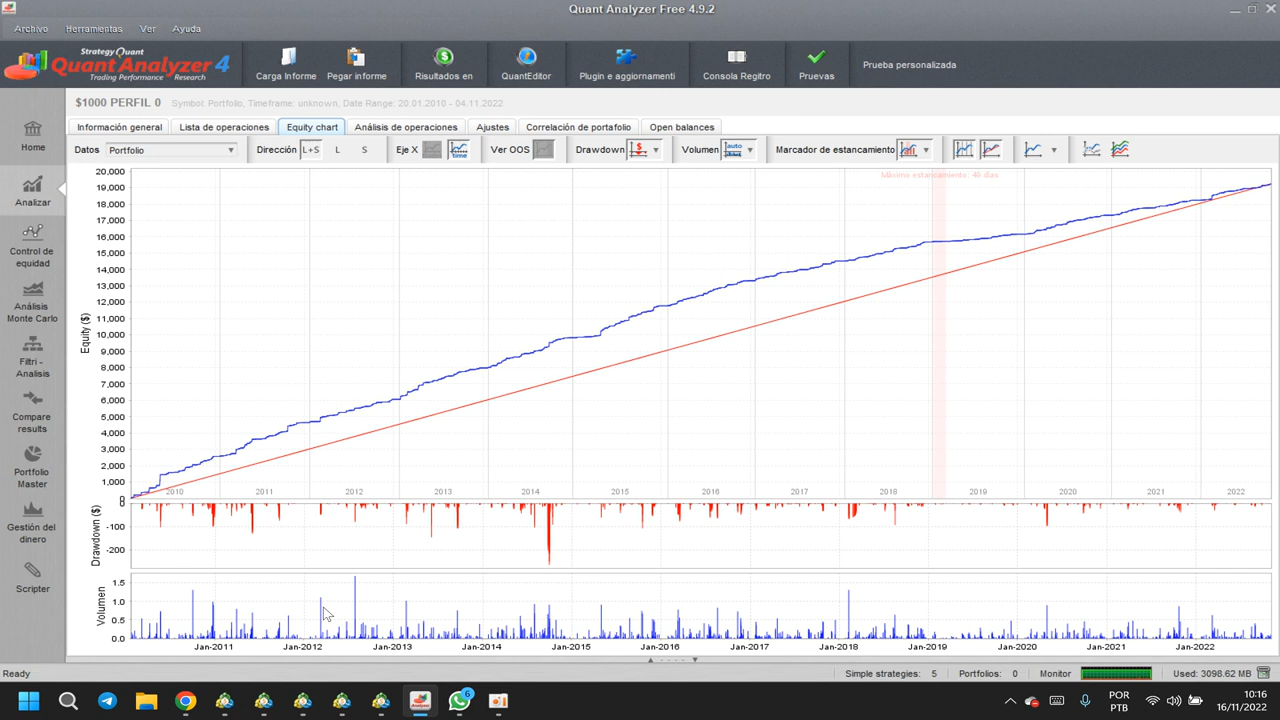 Quant Analyzer Free 4.9.2
Archivo Herramientas Ver Ayuda
StrategyQuant
QuantAnalyzer 4
Trading Performance Research
Carga Informe Pegar informe Resultados en QuantEditor Plugin e aggiornamenti Consola Regitro Pruevas Prueba personalizada
$1000 PERFIL 0 Symbol: Portfolio, Timeframe: unknown, Date Range: 20.01.2010 - 04.11.2022
Información general Lista de operaciones Equity chart Análisis de operaciones Ajustes Correlación de portafolio Open balances
Datos Portfolio Dirección L+S L S Eje X time Ver OOS Drawdown $ Volumen auto Marcador de estancamiento all
Home
Analizar
Control de
equidad
Análisis
Monte Carlo
Filtri -
Analisis
Compare
results
Portfolio
Master
Gestión del
dinero
Scripter
Máximo estancamiento: 49 días
Equity ($)
20,000
19,000
18,000
17,000
16,000
15,000
14,000
13,000
12,000
11,000
10,000
9,000
8,000
7,000
6,000
5,000
4,000
3,000
2,000
1,000
0
2010 2011 2012 2013 2014 2015 2016 2017 2018 2019 2020 2021 2022
Drawdown ($)
0
-100
-200
Volumen
1.5
1.0
0.5
0.0
Jan-2011 Jan-2012 Jan-2013 Jan-2014 Jan-2015 Jan-2016 Jan-2017 Jan-2018 Jan-2019 Jan-2020 Jan-2021 Jan-2022
Ready Simple strategies: 5 Portfolios: 0 Monitor Used: 3098.62 MB
6
POR
PTB
10:16
16/11/2022